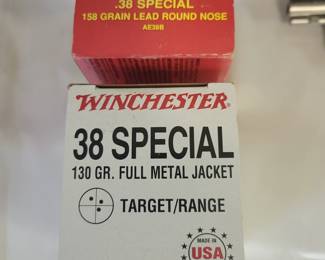 .38 SPECIAL
158 GRAIN LEAD ROUND NOSE
AE38B
WINCHESTER
38 SPECIAL
130 GR. FULL METAL JACKET
TARGET/RANGE
MADE IN
USA